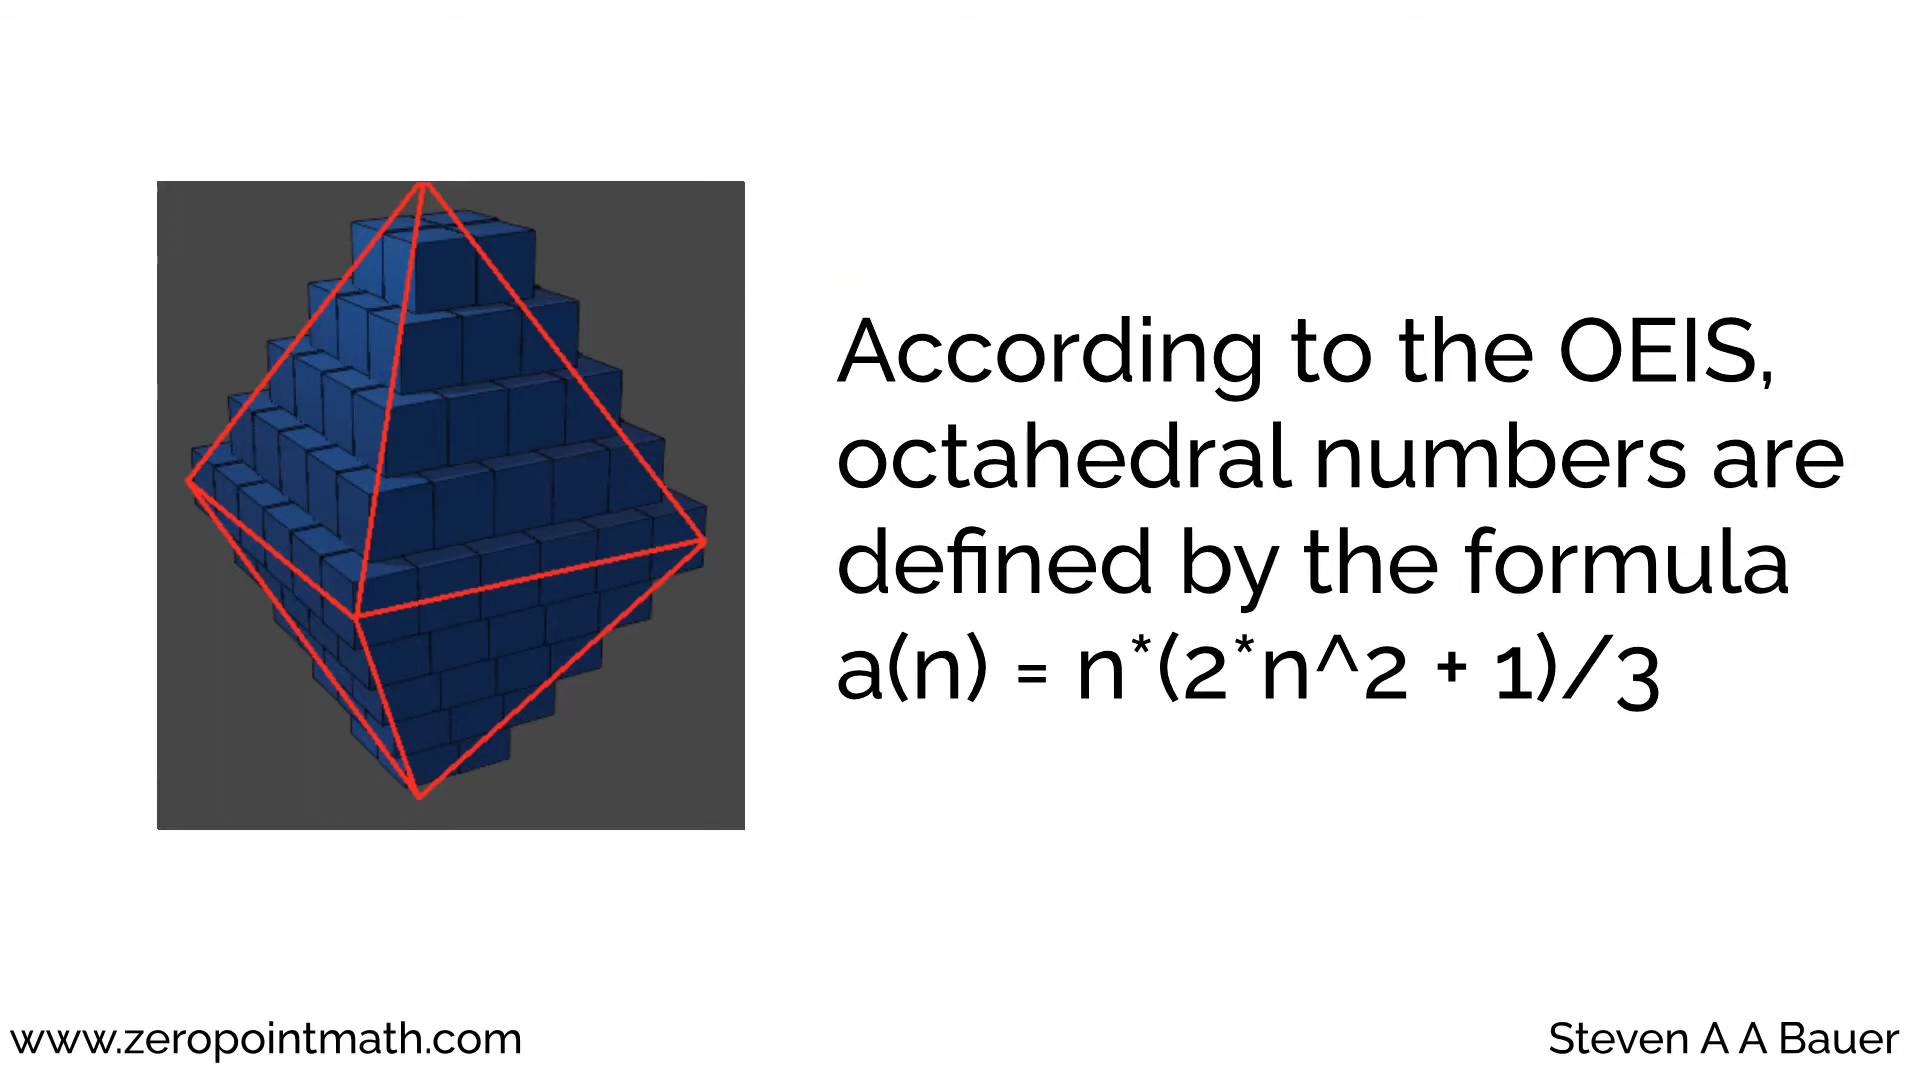 According to the OEIS,
octahedral numbers are
defined by the formula
a(n) = n*(2*n^2 + 1)/3
www.zeropointmath.com
Steven A A Bauer